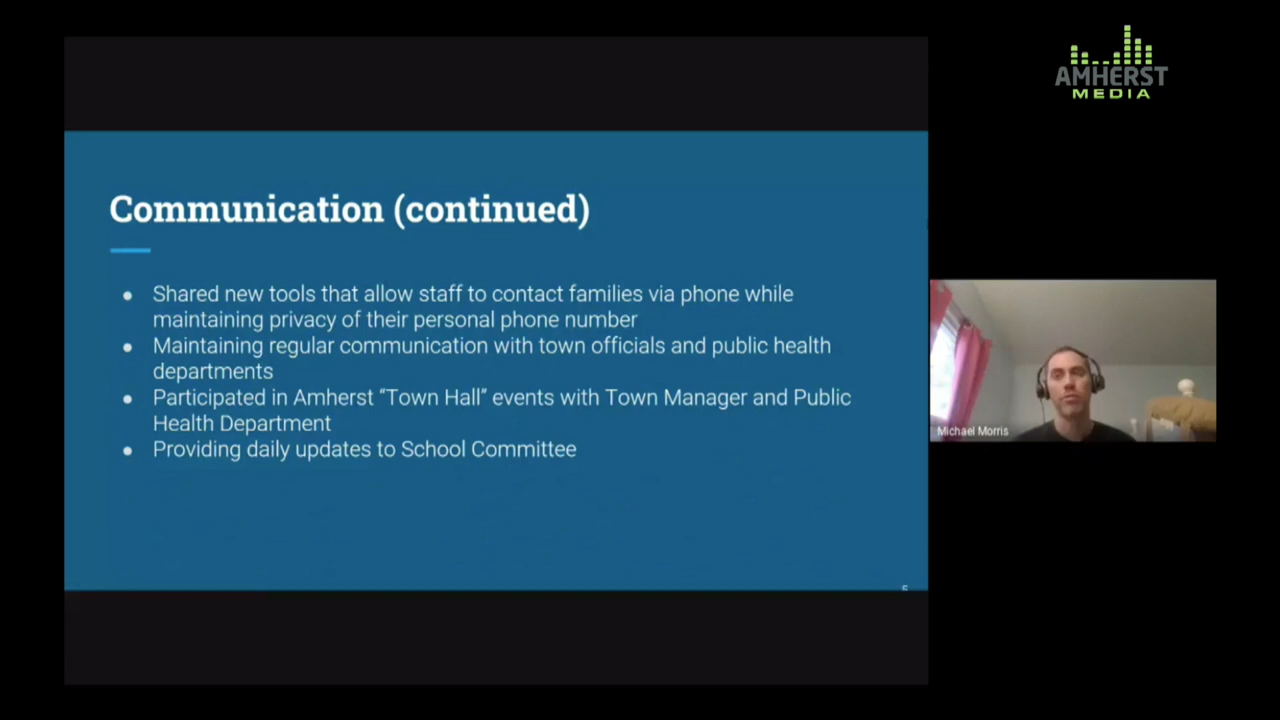 AMHERST
MEDIA
Communication (continued)
● Shared new tools that allow staff to contact families via phone while
maintaining privacy of their personal phone number
● Maintaining regular communication with town officials and public health
departments
● Participated in Amherst “Town Hall” events with Town Manager and Public
Health Department
● Providing daily updates to School Committee
Michael Morris